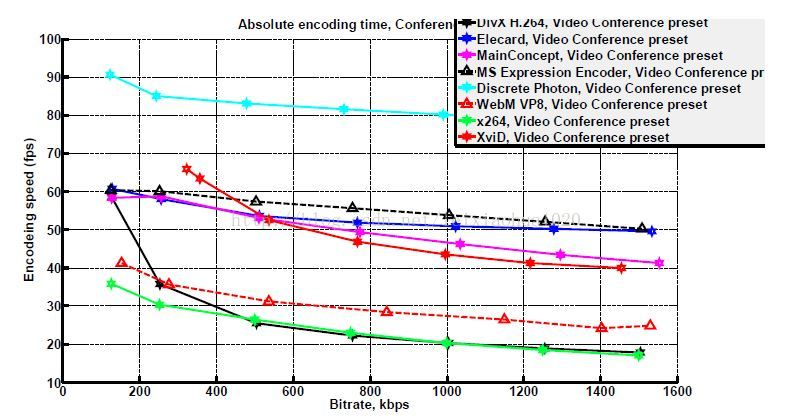 Absolute encoding time, Conferen
DivX H.264, Video Conference preset
Elecard, Video Conference preset
MainConcept, Video Conference preset
MS Expression Encoder, Video Conference pr
Discrete Photon, Video Conference preset
WebM VP8, Video Conference preset
x264, Video Conference preset
XviD, Video Conference preset
100
90
80
70
60
50
40
30
20
10
Encodeing speed (fps)
0 200 400 600 800 1000 1200 1400 1600
Bitrate, kbps